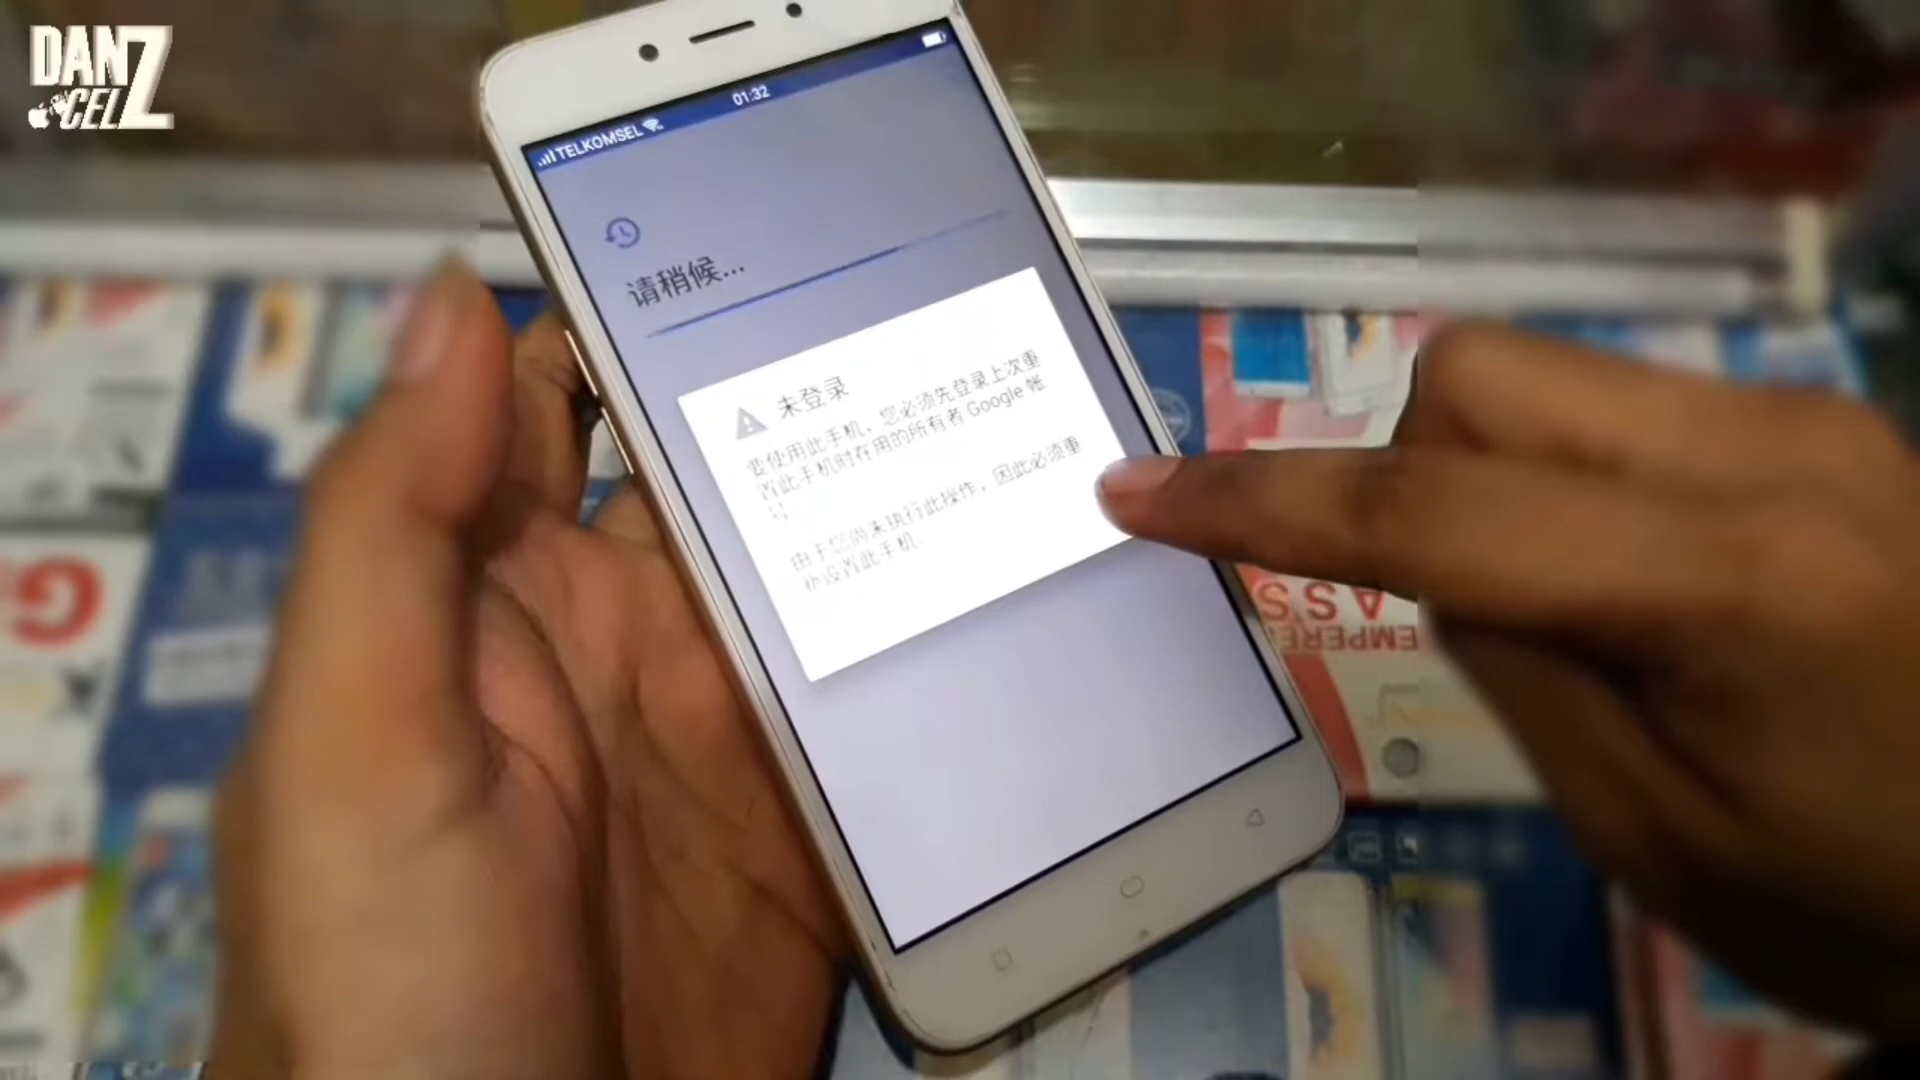 DANZ
CEL
TELKOMSEL
01:32
请稍候...
未登录
要使用此手机，您必须先登录上次重
置此手机时在用的所有者 Google 帐
号
由于您尚未执行此操作，因此必须重
新设置此手机
ASS
EMPERE
G